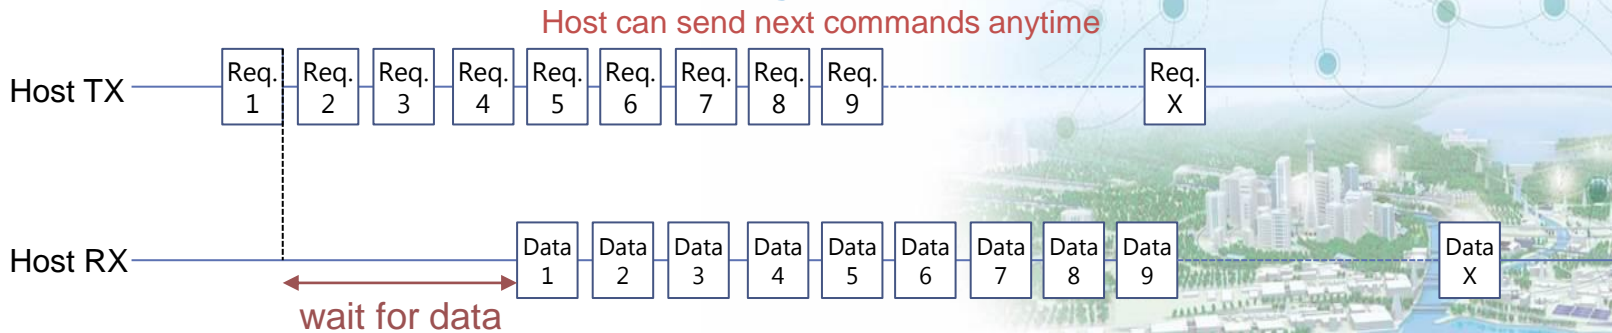 Host can send next commands anytime
Host TX
Req. 1
Req. 2
Req. 3
Req. 4
Req. 5
Req. 6
Req. 7
Req. 8
Req. 9
Req. X
Host RX
Data 1
Data 2
Data 3
Data 4
Data 5
Data 6
Data 7
Data 8
Data 9
Data X
wait for data